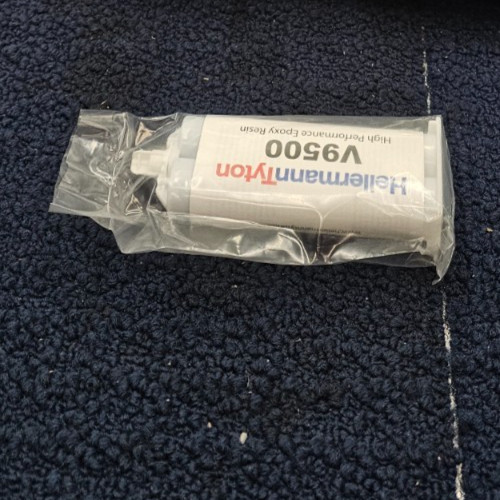 HellermannTyton
V9500
High Performance Epoxy Resin